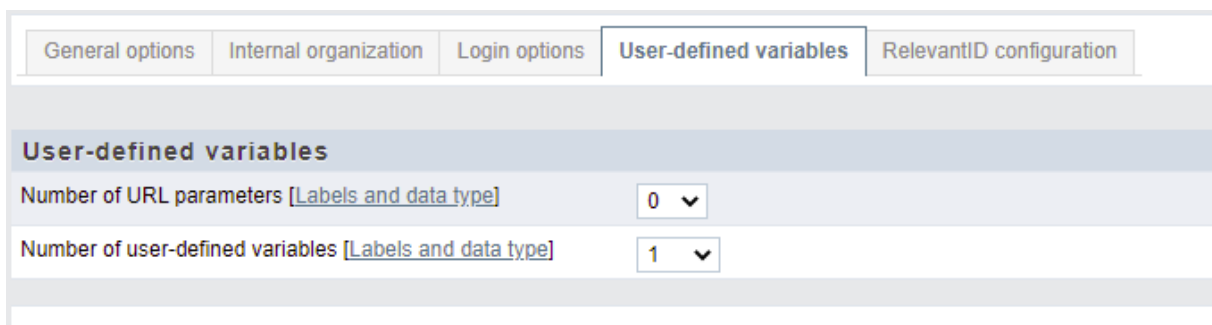 General options Internal organization Login options User-defined variables RelevantID configuration
User-defined variables
Number of URL parameters [Labels and data type] 0
Number of user-defined variables [Labels and data type] 1